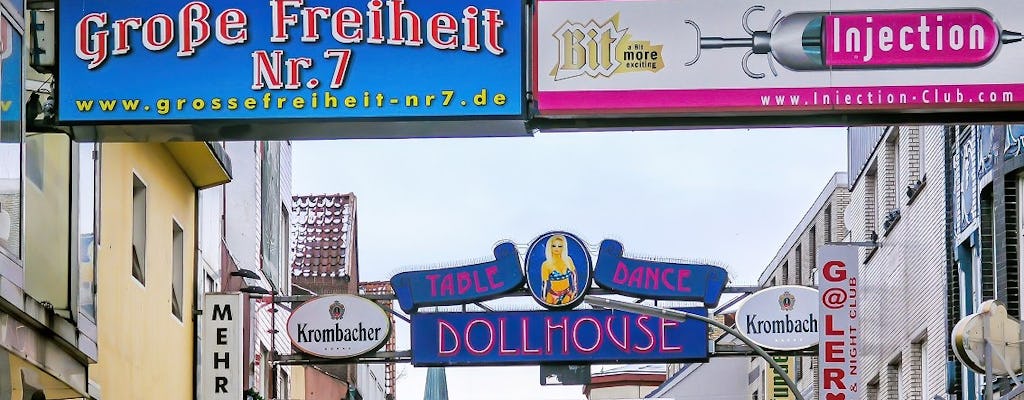 Große Freiheit
Nr. 7
www.grossefreiheit-nr7.de
Bit
a Bit
more
exciting
Injection
www.Injection-Club.com
TABLE
DANCE
DOLLHOUSE
MEHR
Krombacher
Krombach
G@LER
& NIGHT CLUB